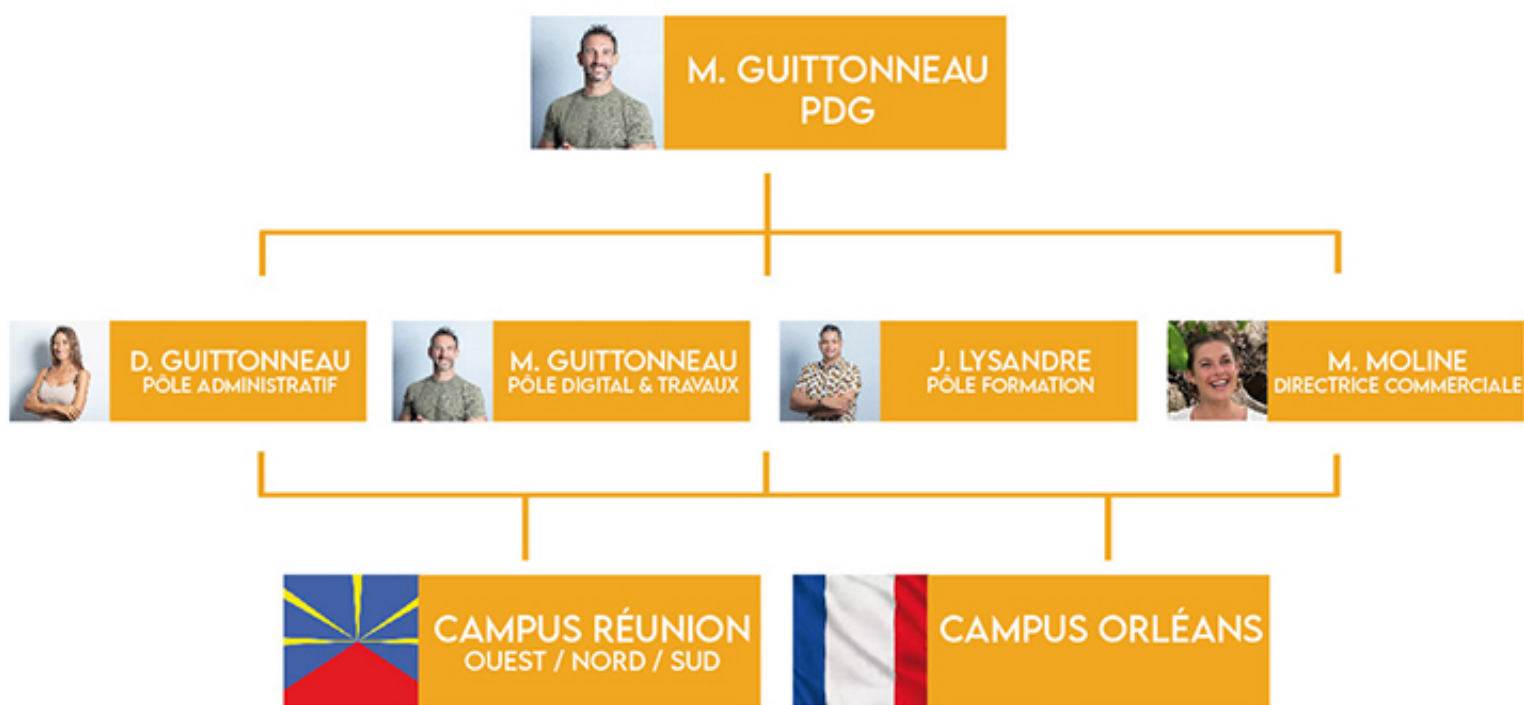 M. GUITTONNEAU
PDG
D. GUITTONNEAU
PÔLE ADMINISTRATIF
M. GUITTONNEAU
PÔLE DIGITAL & TRAVAUX
J. LYSANDRE
PÔLE FORMATION
M. MOLINE
DIRECTRICE COMMERCIALE
CAMPUS RÉUNION
OUEST / NORD / SUD
CAMPUS ORLÉANS